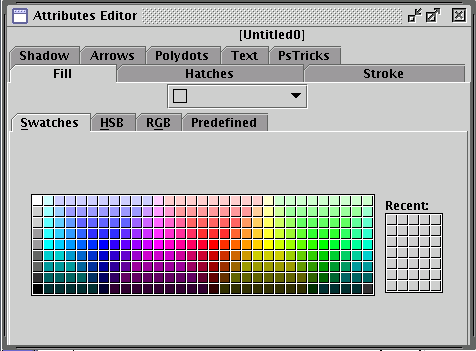 Attributes Editor
[Untitled0]
Shadow Arrows Polydots Text PsTricks
Fill Hatches Stroke
Swatches HSB RGB Predefined
Recent: